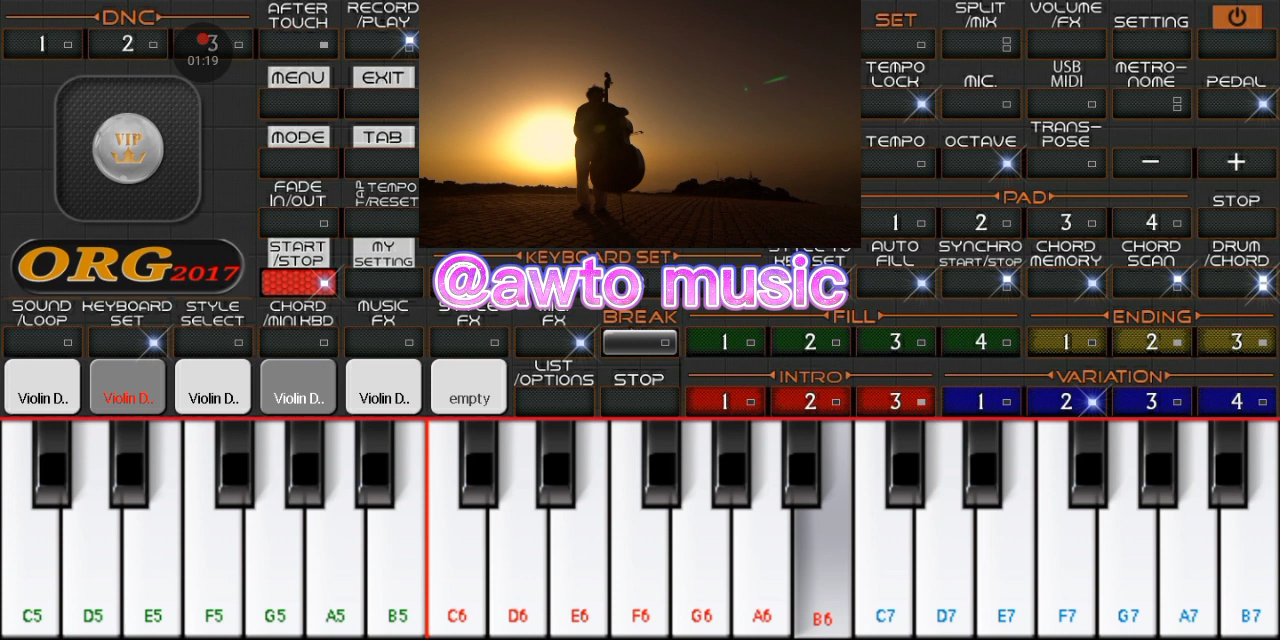 DNC
1 2 3
01:19
AFTER TOUCH
RECORD /PLAY
MENU
EXIT
MODE
TAB
FADE IN/OUT
TEMPO /RESET
START /STOP
MY SETTING
VIP
ORG 2017
SET
SPLIT /MIX
VOLUME /FX
SETTING
TEMPO LOCK
MIC.
USB MIDI
METRO-NOME
PEDAL
TEMPO
OCTAVE
TRANS-POSE
− +
PAD
STOP
1 2 3 4
KEYBOARD SET
@awto music
AUTO FILL
SYNCHRO START/STOP
CHORD MEMORY
CHORD SCAN
DRUM /CHORD
SOUND /LOOP
KEYBOARD SET
STYLE SELECT
CHORD /MINI KBD
MUSIC FX
FX
FX
BREAK
FILL
ENDING
1 2 3 4
1 2 3
Violin D..
Violin D..
Violin D..
Violin D..
Violin D..
empty
LIST /OPTIONS
STOP
INTRO
VARIATION
1 2 3
1 2 3 4
C5 D5 E5 F5 G5 A5 B5 C6 D6 E6 F6 G6 A6 B6 C7 D7 E7 F7 G7 A7 B7